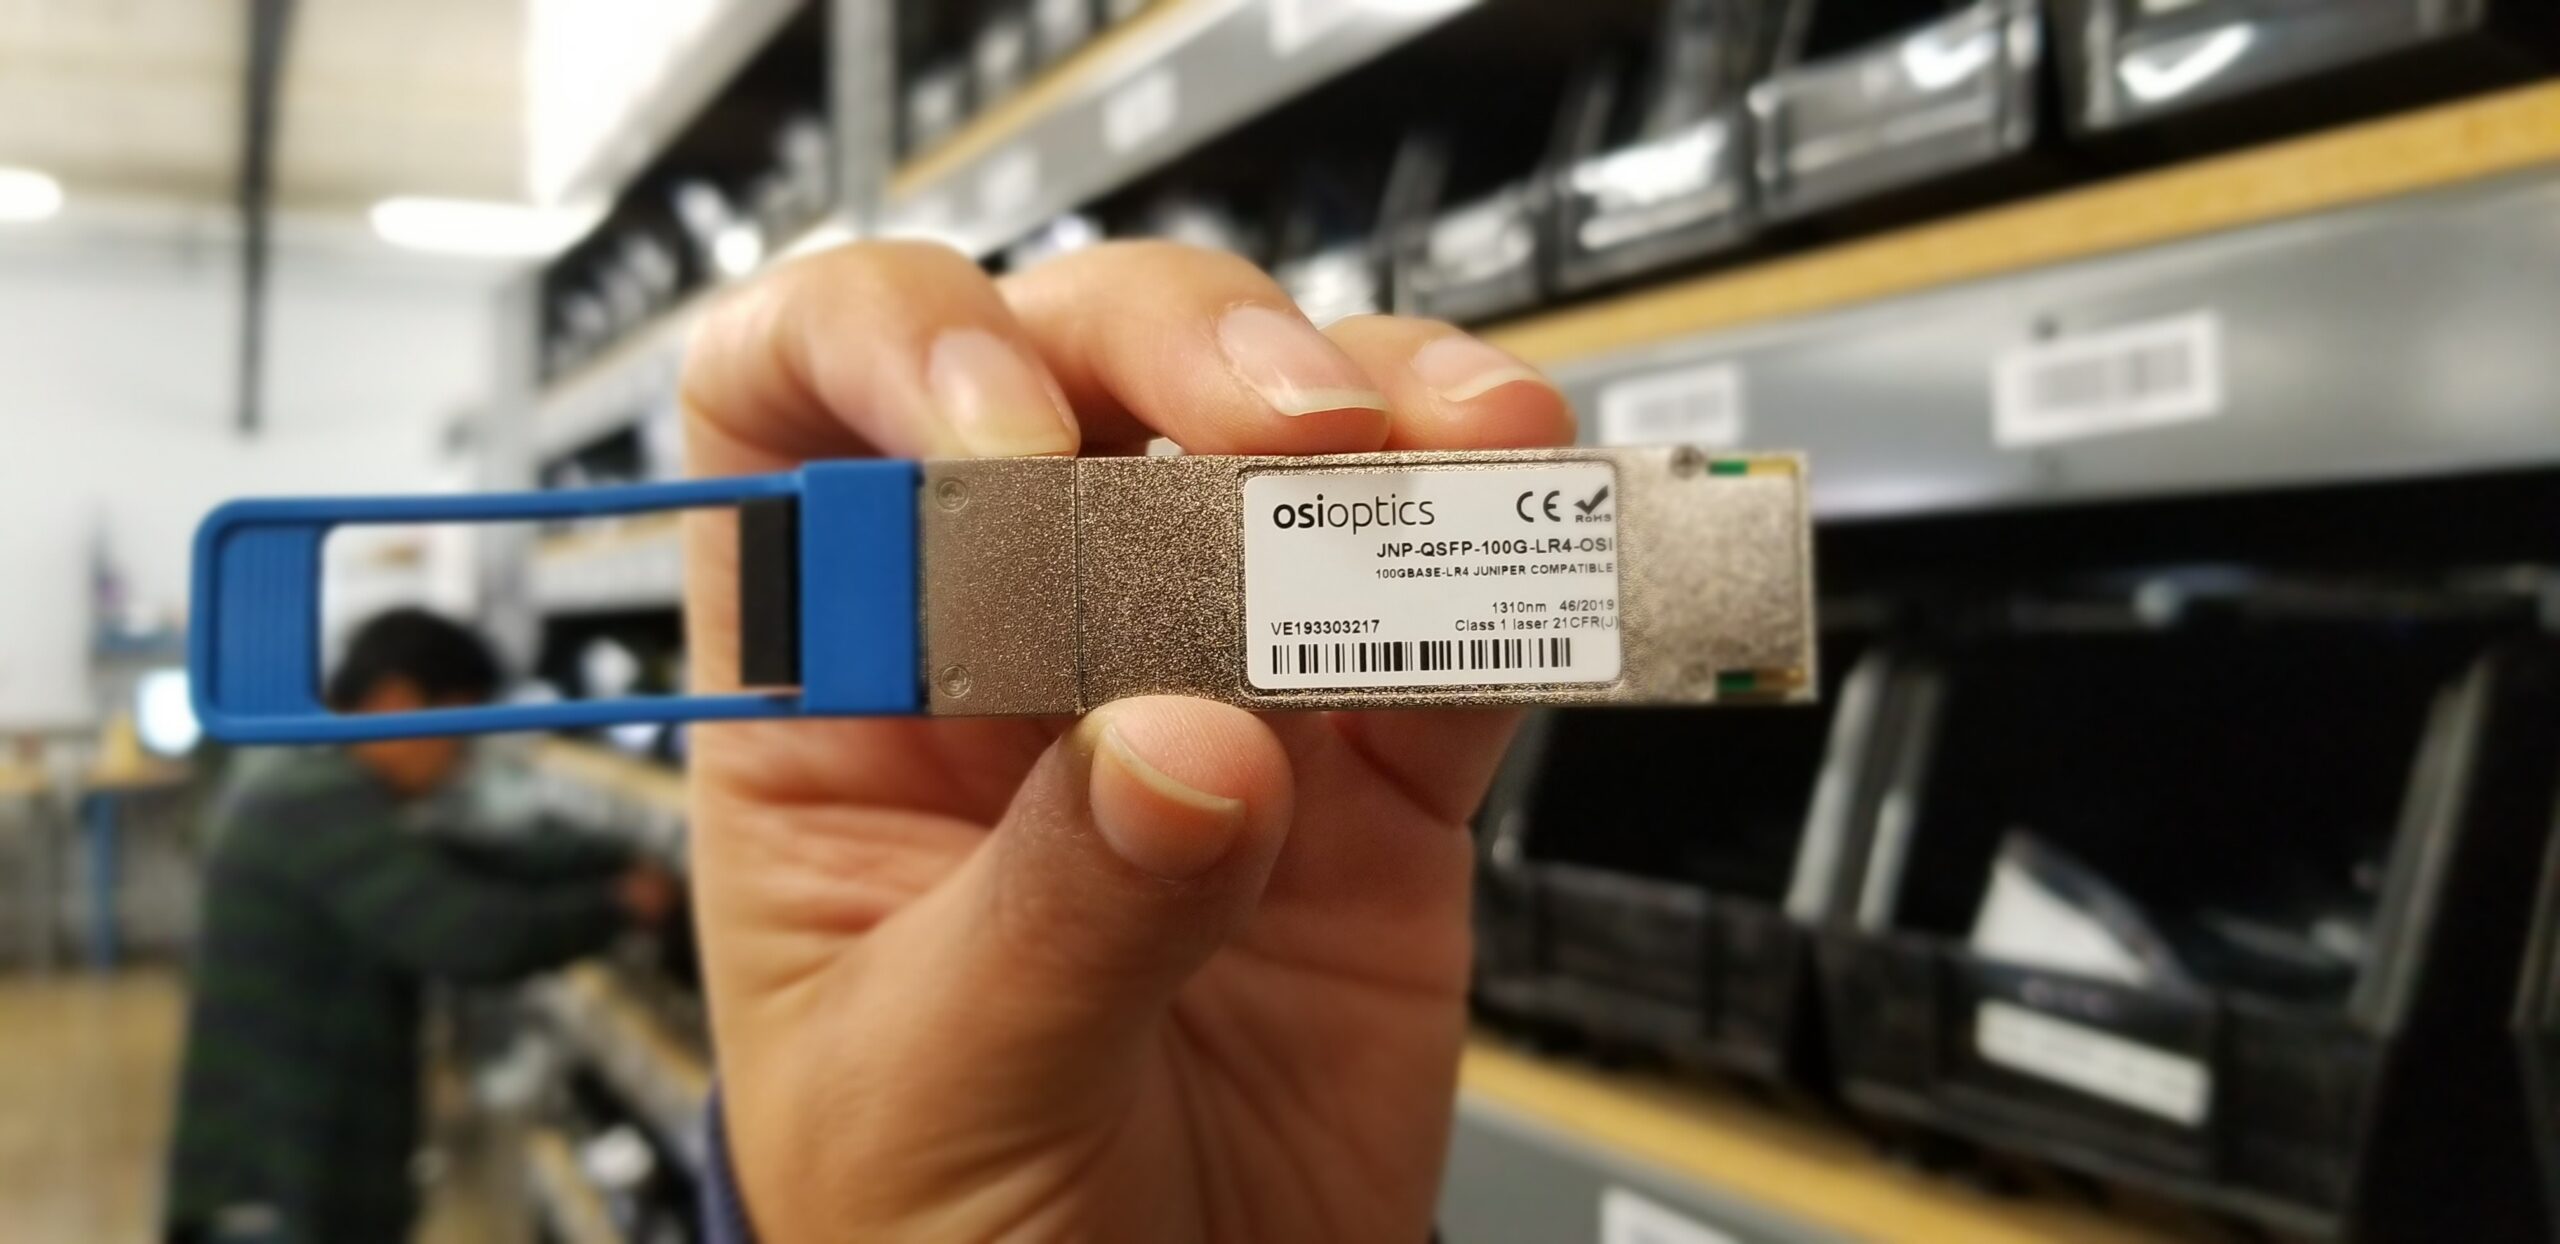 osioptics CE RoHS
JNP-QSFP-100G-LR4-OSI
100GBASE-LR4 JUNIPER COMPATIBLE
1310nm 46/2019
VE193303217 Class 1 laser 21CFR(J)